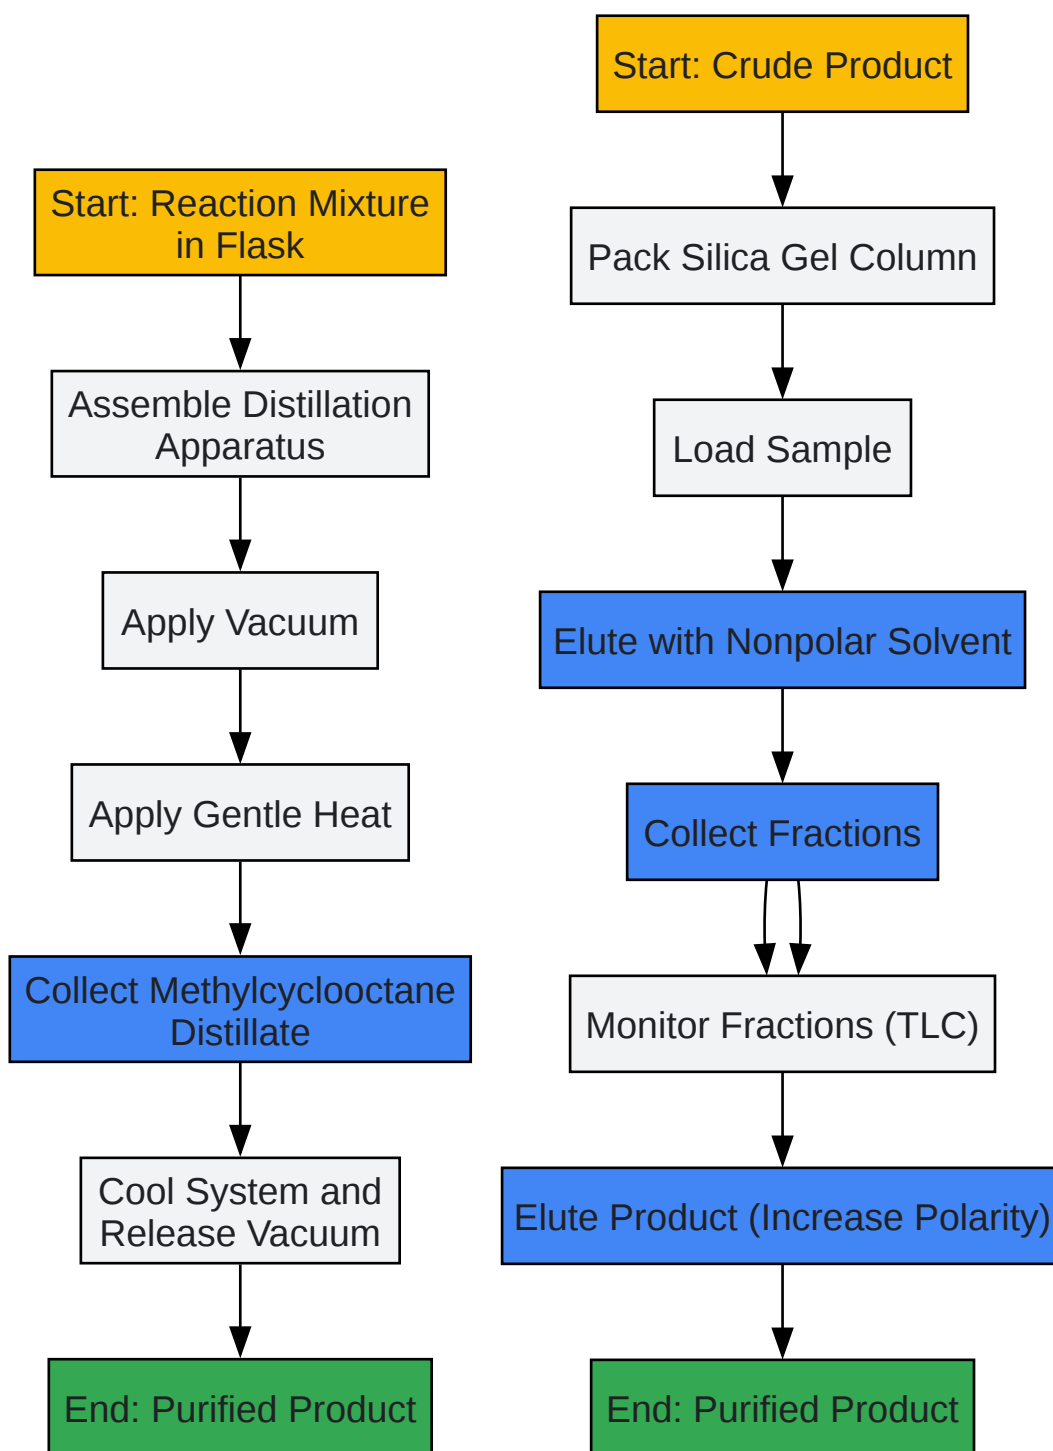 Start: Reaction Mixture
in Flask
Assemble Distillation
Apparatus
Apply Vacuum
Apply Gentle Heat
Collect Methylcyclooctane
Distillate
Cool System and
Release Vacuum
End: Purified Product
Start: Crude Product
Pack Silica Gel Column
Load Sample
Elute with Nonpolar Solvent
Collect Fractions
Monitor Fractions (TLC)
Elute Product (Increase Polarity)
End: Purified Product